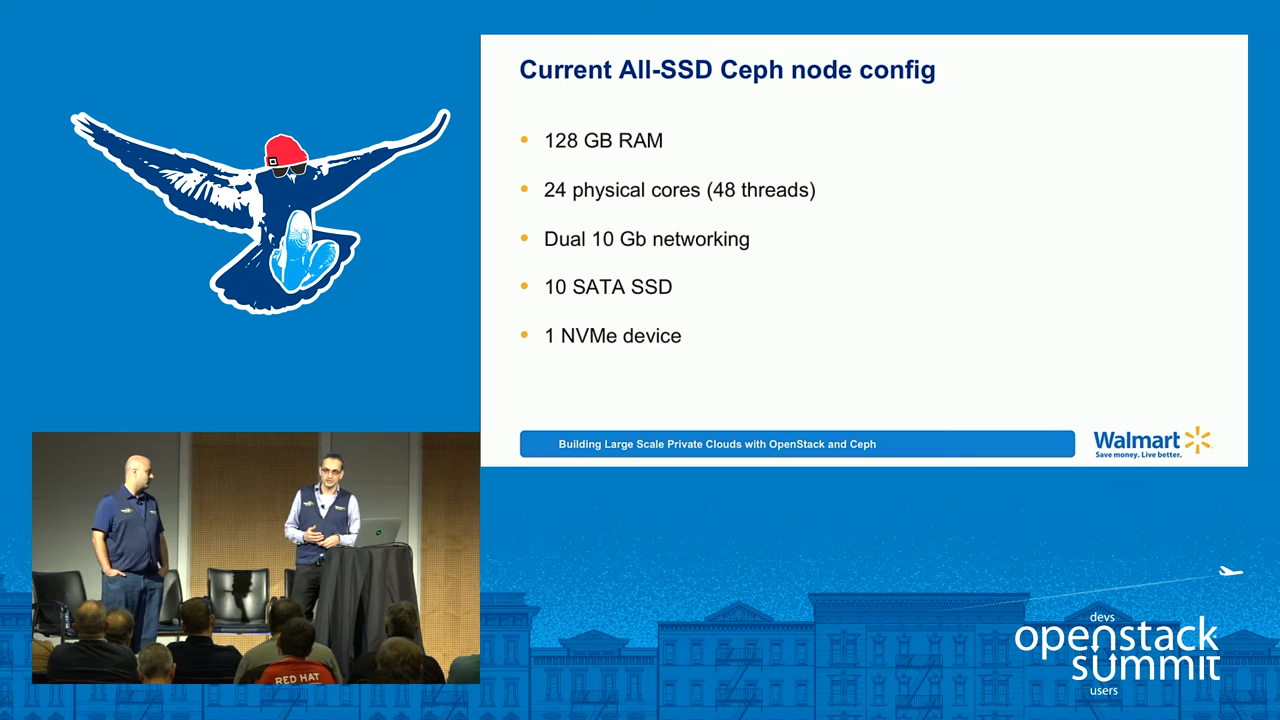 Current All-SSD Ceph node config
128 GB RAM
24 physical cores (48 threads)
Dual 10 Gb networking
10 SATA SSD
1 NVMe device
Building Large Scale Private Clouds with OpenStack and Ceph
Walmart
Save money. Live better.
RED HAT
devs
openstack
summit
users